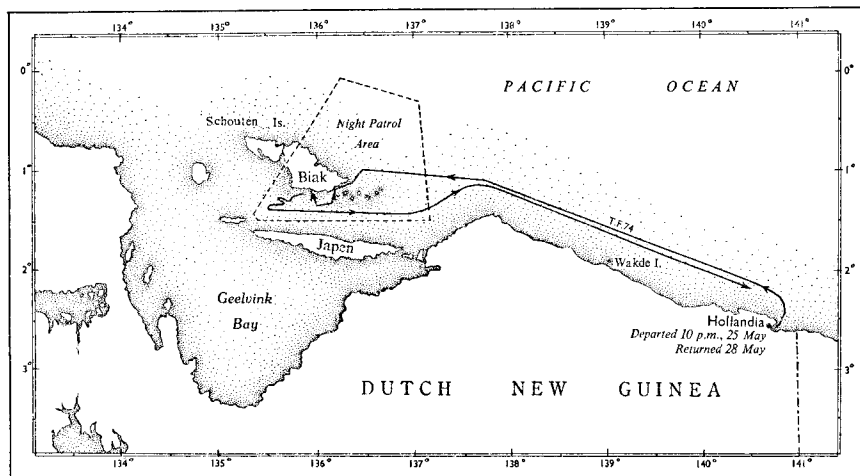 134° 135° 136° 137° 138° 139° 140° 141°
0° 0°
PACIFIC OCEAN
Schouten Is.
Night Patrol
Area
1° 1°
Biak
T.F.74
Japen
Wakde I.
2° 2°
Geelvink
Bay
Hollandia
Departed 10 p.m., 25 May
Returned 28 May
3° 3°
DUTCH NEW GUINEA
134° 135° 136° 137° 138° 139° 140° 141°